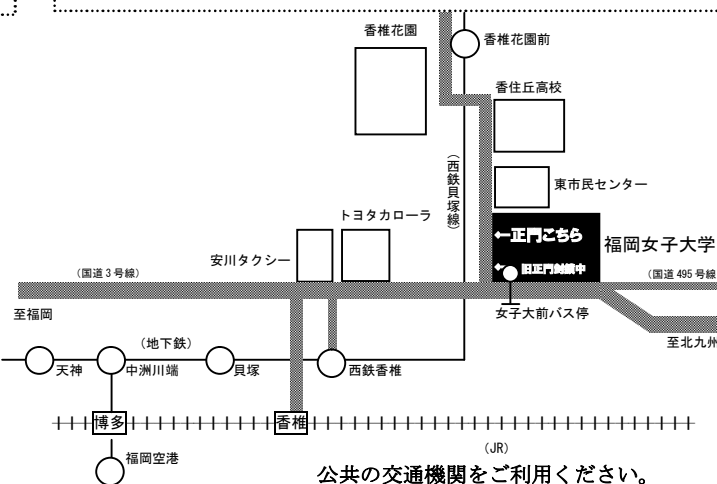 香椎花園
香椎花園前
香住丘高校
(西鉄貝塚線)
東市民センター
トヨタカローラ
←正門こちら
福岡女子大学
安川タクシー
← 旧正門封鎖中
(国道3号線)
(国道495号線
至福岡
女子大前バス停
至北九州
(地下鉄)
天神
中洲川端
貝塚
西鉄香椎
博多
香椎
(JR)
福岡空港
公共の交通機関をご利用ください。